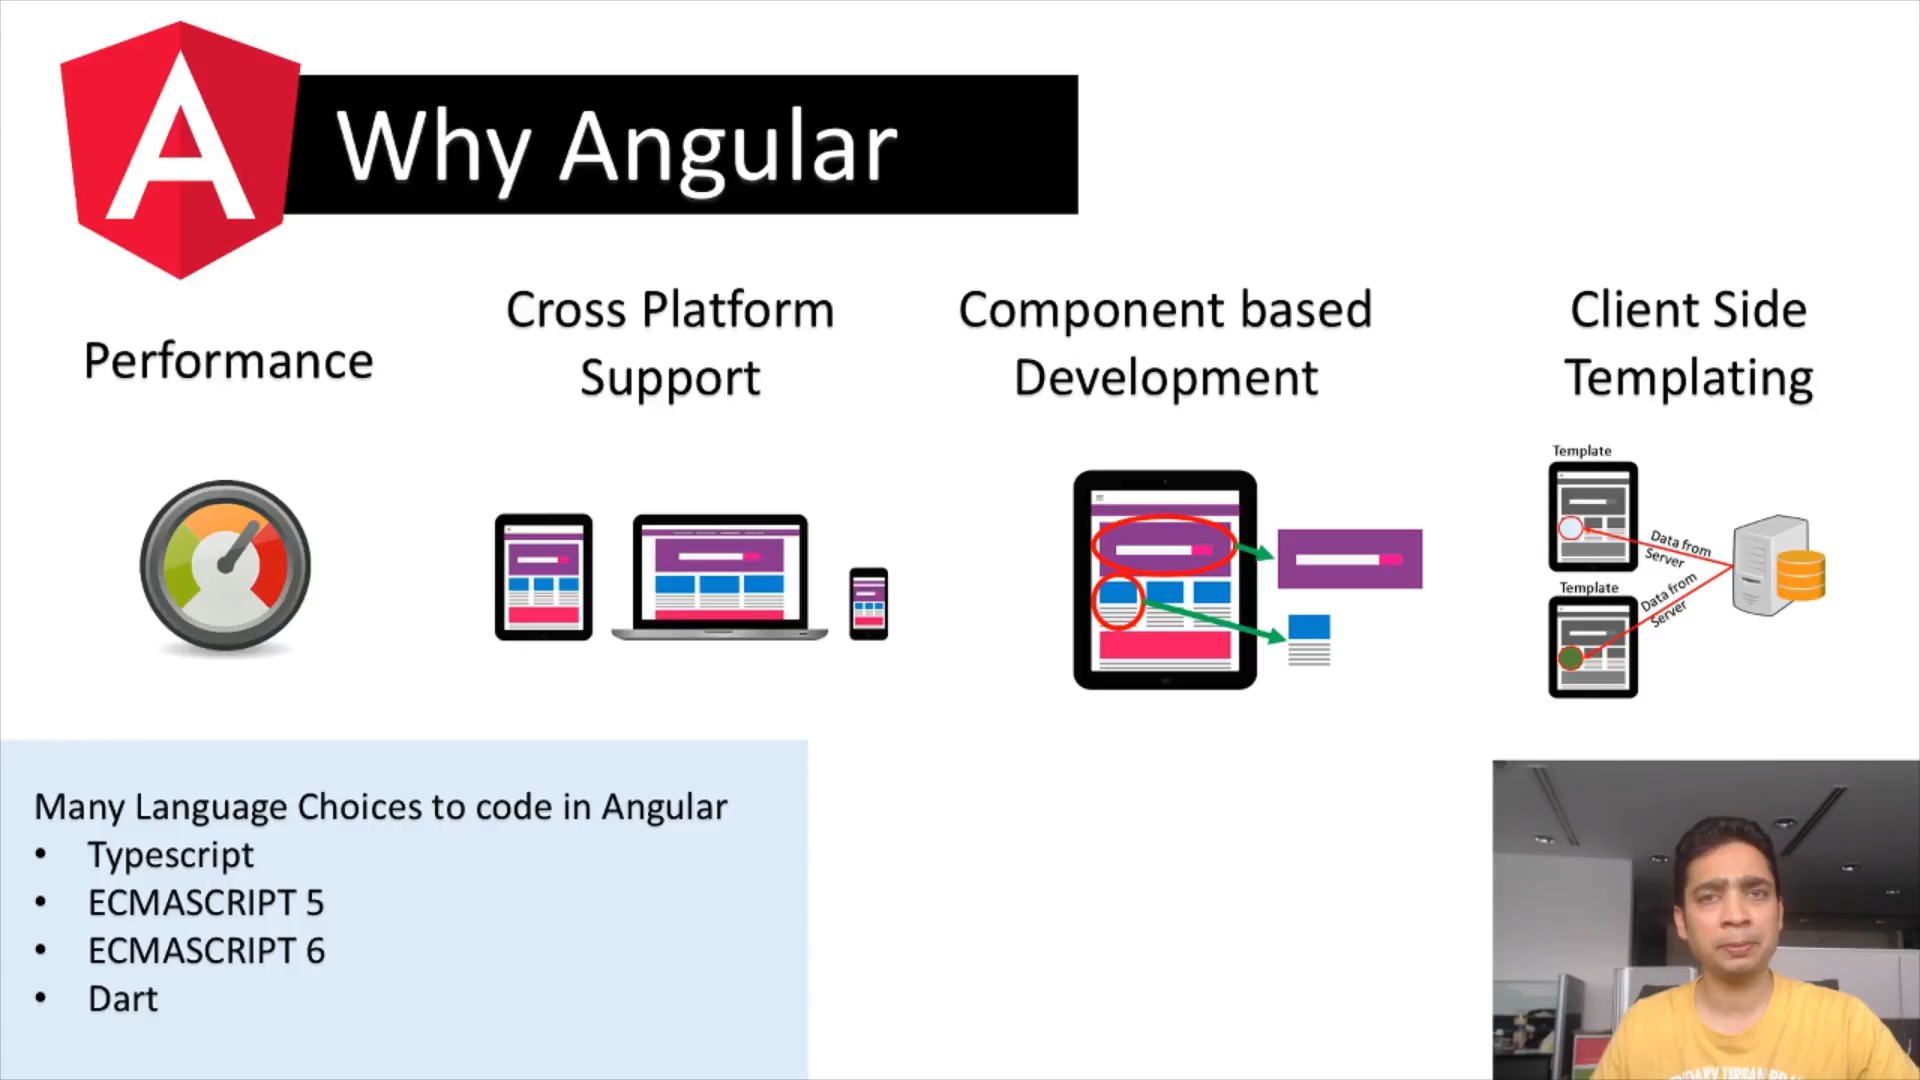 A
Why Angular
Performance
Cross Platform
Support
Component based
Development
Client Side
Templating
Template
Data from
Server
Template
Data from
Server
Many Language Choices to code in Angular
• Typescript
• ECMASCRIPT 5
• ECMASCRIPT 6
• Dart